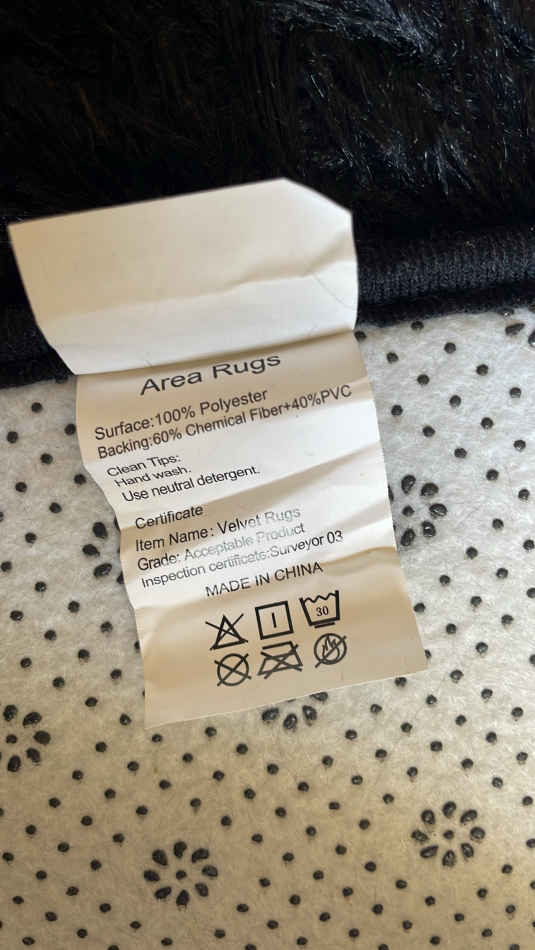 Area Rugs
Surface:100% Polyester
Backing:60% Chemical Fiber+40%PVC
Clean Tips:
Hand wash.
Use neutral detergent.
Certificate
Item Name: Velvet Rugs
Grade: Acceptable Product
Inspection certificate:Surveyor 03
MADE IN CHINA
30